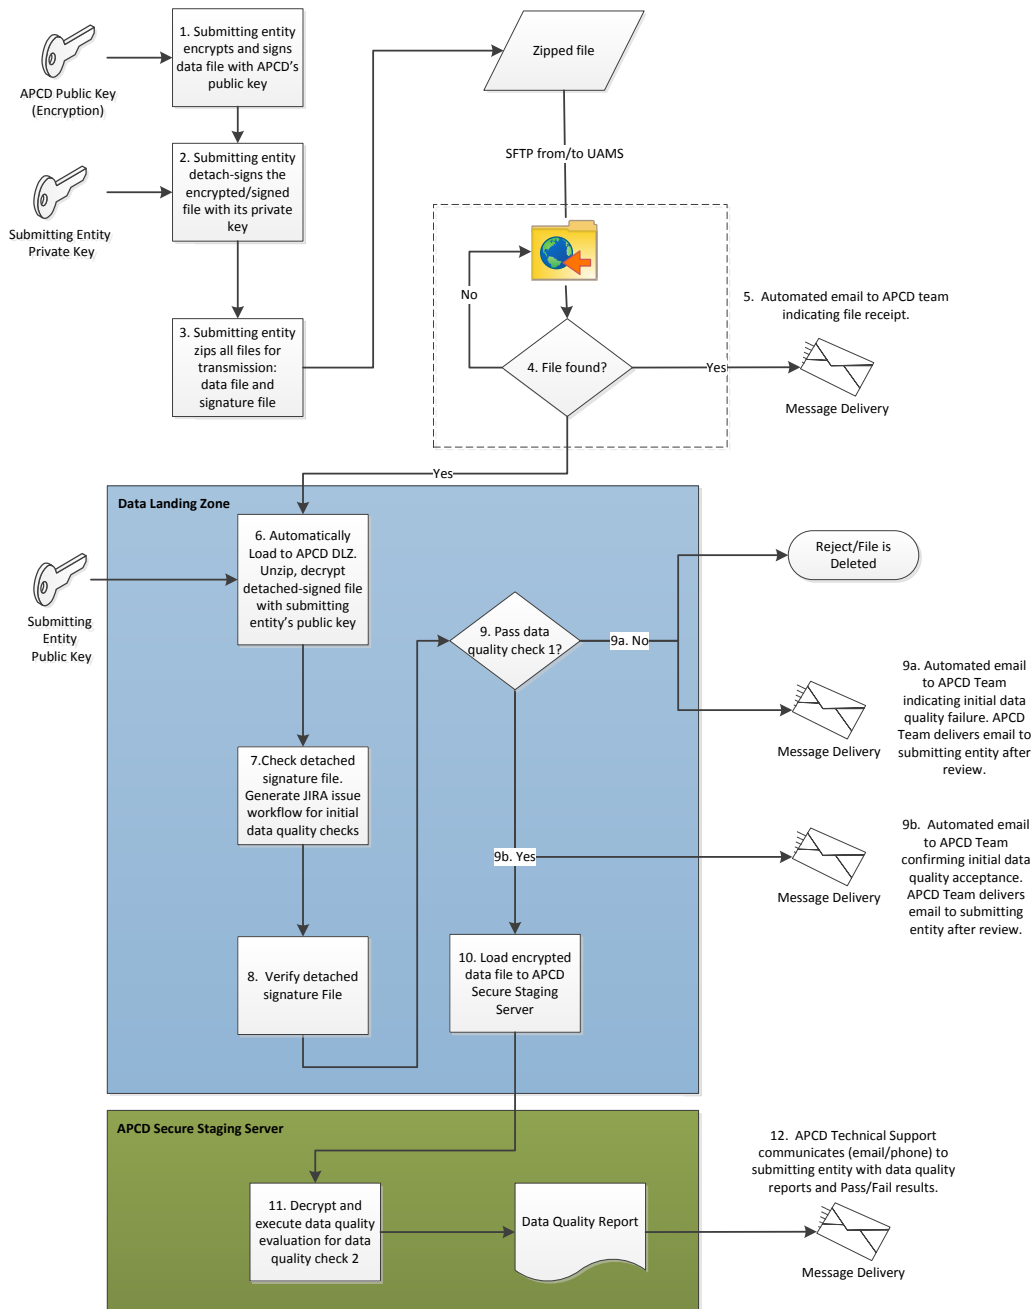 1. Submitting entity
encrypts and signs
data file with APCD's
public key
APCD Public Key
(Encryption)
Zipped file
2. Submitting entity
detach-signs the
encrypted/signed
file with its private
key
Submitting Entity
Private Key
SFTP from/to UAMS
3. Submitting entity
zips all files for
transmission:
data file and
signature file
No
4. File found?
Yes
5. Automated email to APCD team
indicating file receipt.
Message Delivery
Yes
Data Landing Zone
6. Automatically
Load to APCD DLZ.
Unzip, decrypt
detached-signed file
with submitting
entity's public key
Submitting
Entity
Public Key
9. Pass data
quality check 1?
9a. No
Reject/File is
Deleted
9a. Automated email
to APCD Team
indicating initial data
quality failure. APCD
Team delivers email to
submitting entity after
review.
Message Delivery
7.Check detached
signature file.
Generate JIRA issue
workflow for initial
data quality checks
9b. Yes
9b. Automated email
to APCD Team
confirming initial data
quality acceptance.
APCD Team delivers
email to submitting
entity after review.
Message Delivery
8. Verify detached
signature File
10. Load encrypted
data file to APCD
Secure Staging
Server
APCD Secure Staging Server
11. Decrypt and
execute data quality
evaluation for data
quality check 2
Data Quality Report
12. APCD Technical Support
communicates (email/phone) to
submitting entity with data quality
reports and Pass/Fail results.
Message Delivery